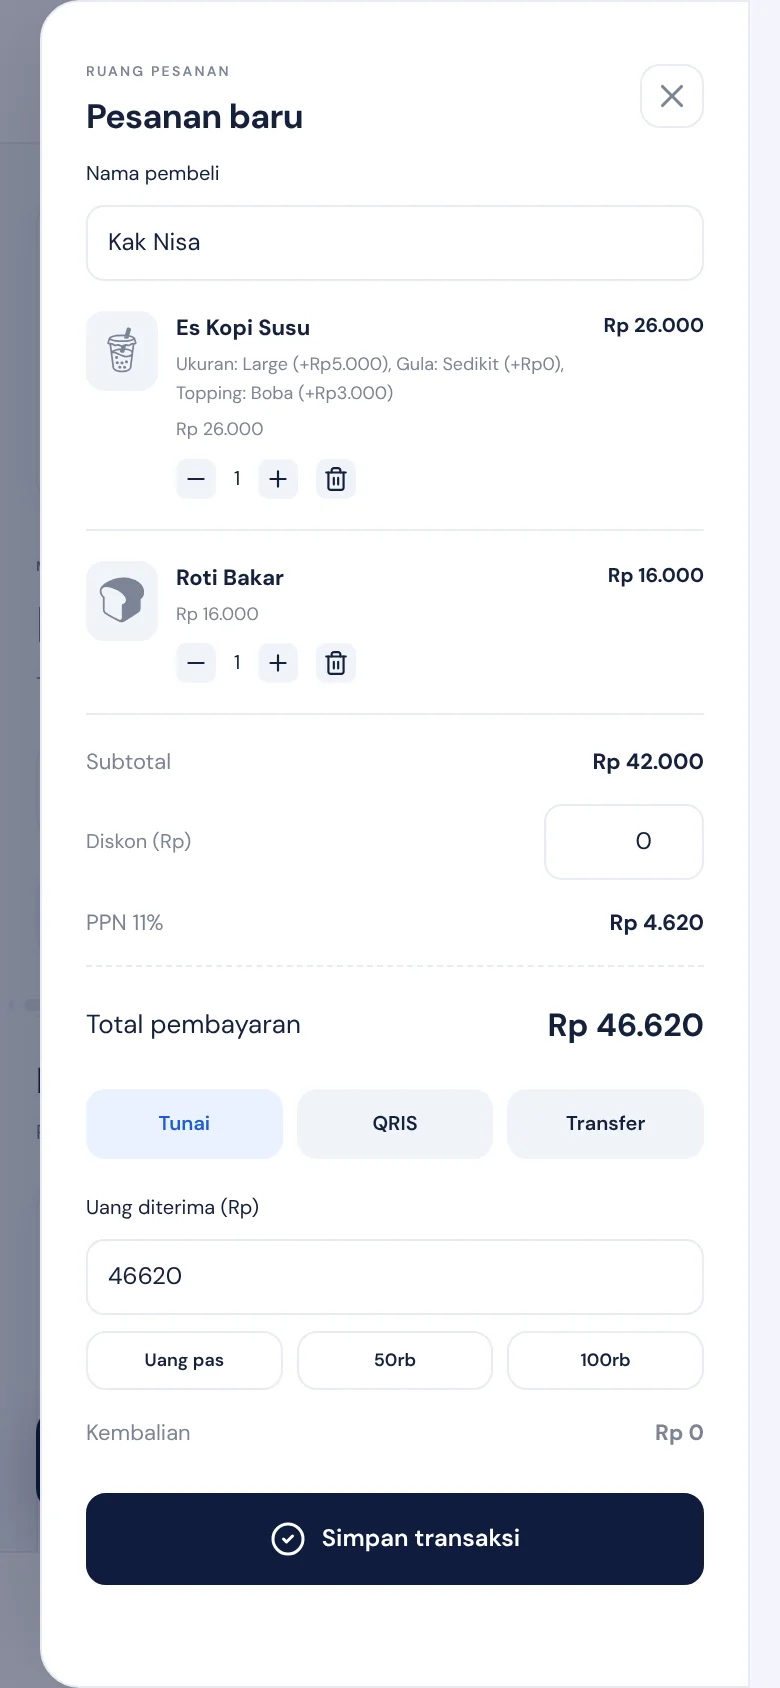 RUANG PESANAN
Pesanan baru
Nama pembeli
Kak Nisa
Es Kopi Susu
Rp 26.000
Ukuran: Large (+Rp5.000), Gula: Sedikit (+Rp0),
Topping: Boba (+Rp3.000)
Rp 26.000
1
Roti Bakar
Rp 16.000
Rp 16.000
1
Subtotal
Rp 42.000
Diskon (Rp)
0
PPN 11%
Rp 4.620
Total pembayaran
Rp 46.620
Tunai
QRIS
Transfer
Uang diterima (Rp)
46620
Uang pas
50rb
100rb
Kembalian
Rp 0
Simpan transaksi